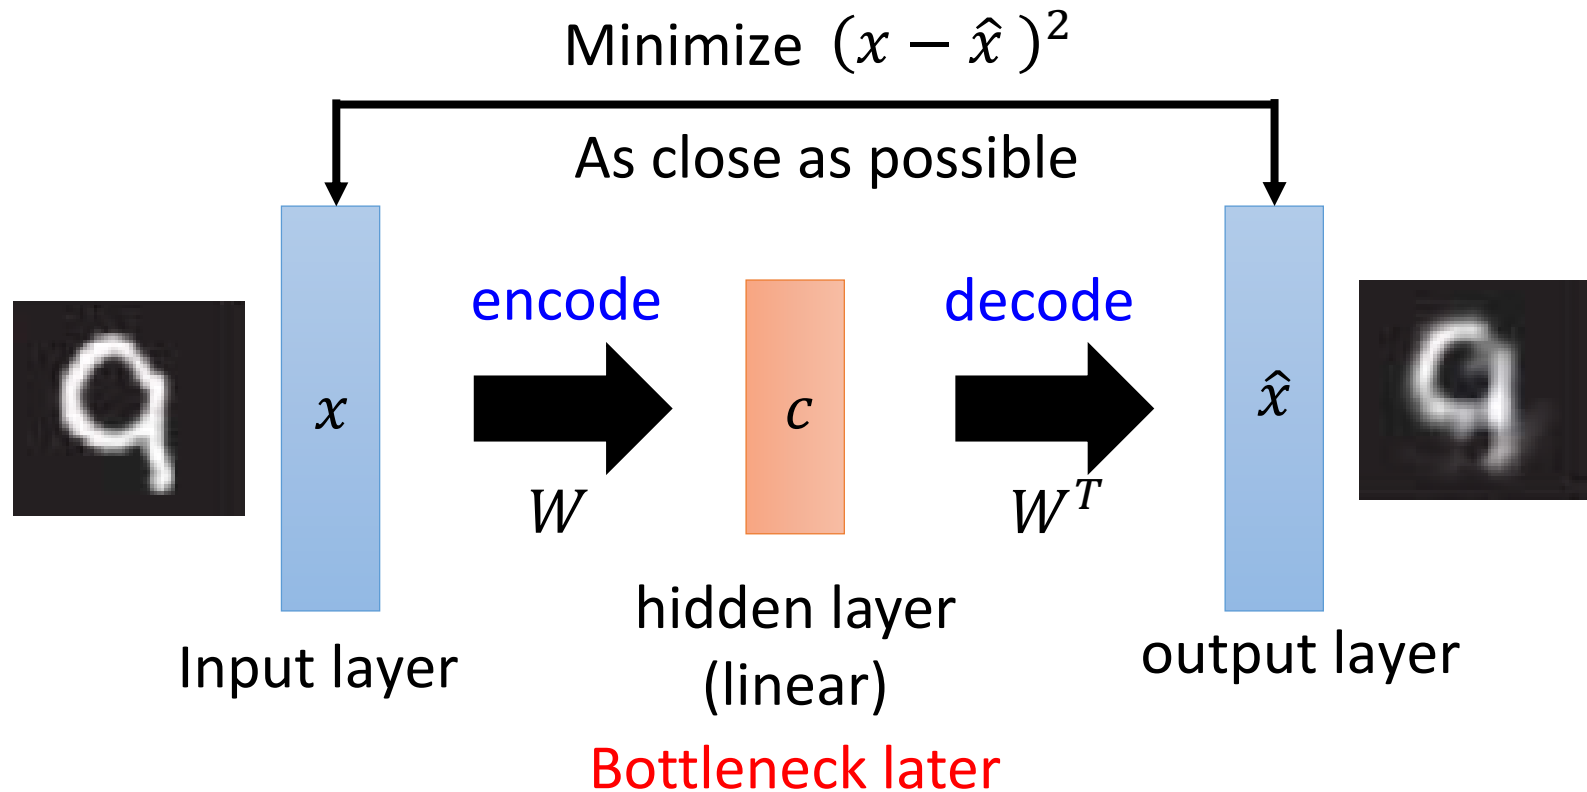 Minimize (x − x̂ )²
As close as possible
encode
decode
x
c
x̂
W
Wᵀ
hidden layer
(linear)
Input layer
output layer
Bottleneck later